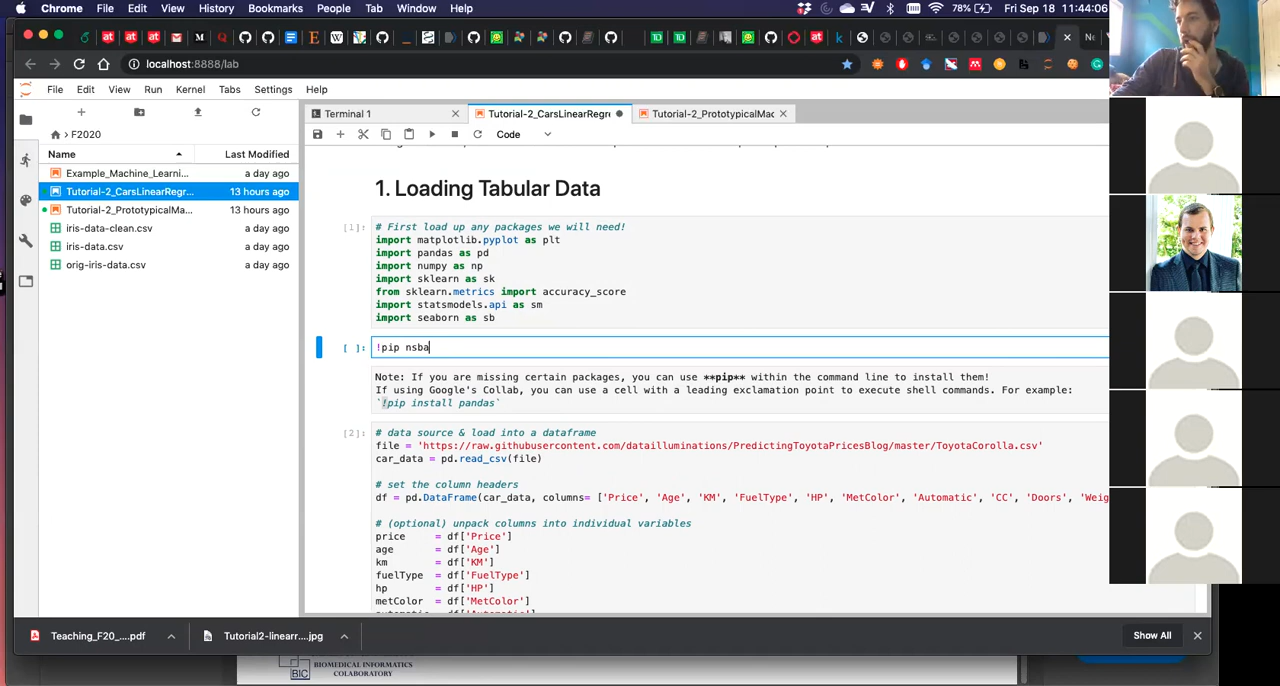 Chrome File Edit View History Bookmarks People Tab Window Help 78% Fri Sep 18 11:44:06
localhost:8888/lab
File Edit View Run Kernel Tabs Settings Help
Terminal 1 Tutorial-2_CarsLinearRegre Tutorial-2_PrototypicalMac
F2020
Code
Name Last Modified
Example_Machine_Learni... a day ago
Tutorial-2_CarsLinearRegr... 13 hours ago
Tutorial-2_PrototypicalMa... 13 hours ago
iris-data-clean.csv a day ago
iris-data.csv a day ago
orig-iris-data.csv a day ago
1. Loading Tabular Data
[1]: # First load up any packages we will need!
import matplotlib.pyplot as plt
import pandas as pd
import numpy as np
import sklearn as sk
from sklearn.metrics import accuracy_score
import statsmodels.api as sm
import seaborn as sb
[ ]: !pip nsba
Note: If you are missing certain packages, you can use **pip** within the command line to install them!
If using Google's Collab, you can use a cell with a leading exclamation point to execute shell commands. For example:
`!pip install pandas`
[2]: # data source & load into a dataframe
file = 'https://raw.githubusercontent.com/datailluminations/PredictingToyotaPricesBlog/master/ToyotaCorolla.csv'
car_data = pd.read_csv(file)
# set the column headers
df = pd.DataFrame(car_data, columns= ['Price', 'Age', 'KM', 'FuelType', 'HP', 'MetColor', 'Automatic', 'CC', 'Doors', 'Weig
# (optional) unpack columns into individual variables
price = df['Price']
age = df['Age']
km = df['KM']
fuelType = df['FuelType']
hp = df['HP']
metColor = df['MetColor']
Teaching_F20_....pdf Tutorial2-linearr....jpg Show All
BIC BIOMEDICAL INFORMATICS
COLABORATORY